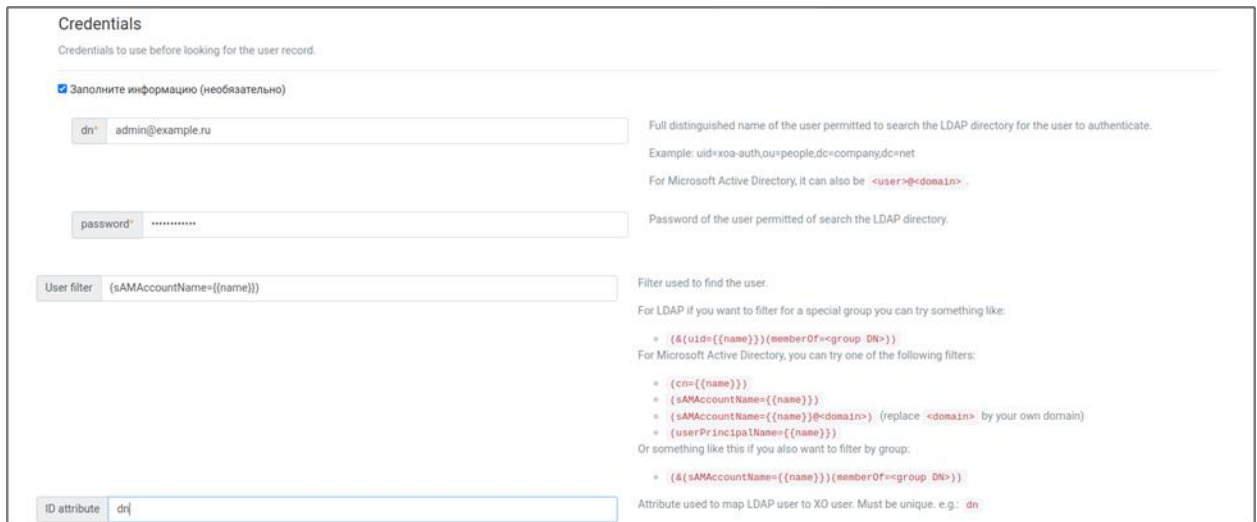 Credentials
Credentials to use before looking for the user record.
Заполните информацию (необязательно)
dn* admin@example.ru
Full distinguished name of the user permitted to search the LDAP directory for the user to authenticate.
Example: uid=xoa-auth,ou=people,dc=company,dc=net
For Microsoft Active Directory, it can also be <user>@<domain> .
password* ••••••••••••
Password of the user permitted of search the LDAP directory.
User filter (sAMAccountName={{name}})
Filter used to find the user.
For LDAP if you want to filter for a special group you can try something like:
(&(uid={{name}})(memberOf=<group DN>))
For Microsoft Active Directory, you can try one of the following filters:
(cn={{name}})
(sAMAccountName={{name}})
(sAMAccountName={{name}}@<domain>) (replace <domain> by your own domain)
(userPrincipalName={{name}})
Or something like this if you also want to filter by group:
(&(sAMAccountName={{name}})(memberOf=<group DN>))
ID attribute dn
Attribute used to map LDAP user to XO user. Must be unique. e.g.: dn